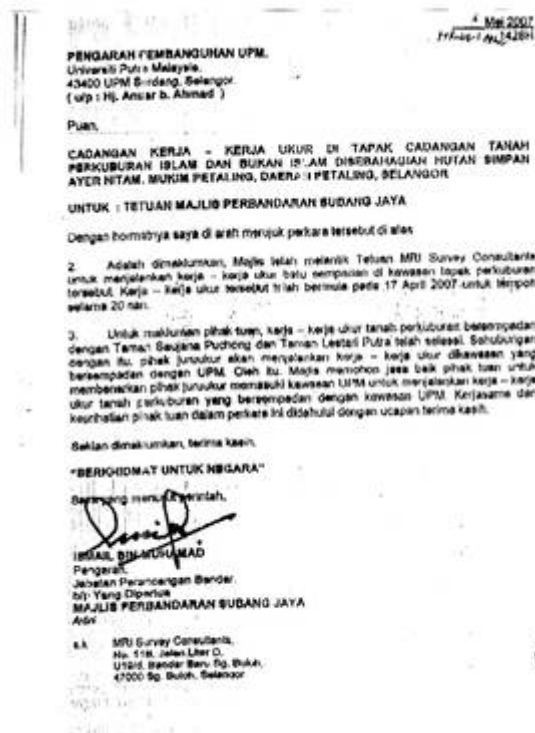 4 Mei 2007
1428H
PENGARAH PEMBANGUNAN UPM,
Universiti Putra Malaysia,
43400 UPM Serdang, Selangor.
( u/p : Hj. Anuar b. Ahmad )
Puan,
CADANGAN KERJA – KERJA UKUR DI TAPAK CADANGAN TANAH
PERKUBURAN ISLAM DAN BUKAN ISLAM DISEBAHAGIAN HUTAN SIMPAN
AYER HITAM, MUKIM PETALING, DAERAH PETALING, SELANGOR
UNTUK : TETUAN MAJLIS PERBANDARAN SUBANG JAYA
Dengan hormatnya saya di arah merujuk perkara tersebut di atas
2. Adalah dimaklumkan, Majlis telah melantik Tetuan MRI Survey Consultants
untuk menjalankan kerja – kerja ukur batu sempadan di kawasan tapak perkuburan
tersebut. Kerja – kerja ukur tersebut telah bermula pada 17 April 2007 untuk tempoh
selama 20 hari.
3. Untuk makluman pihak tuan, kerja – kerja ukur tanah perkuburan bersempadan
dengan Taman Saujana Puchong dan Taman Lestari Putra telah selesai. Sehubungan
dengan itu, pihak jurukur akan menjalankan kerja – kerja ukur dikawasan yang
bersempadan dengan UPM. Oleh itu, Majlis memohon jasa baik pihak tuan untuk
membenarkan pihak jurukur memasuki kawasan UPM untuk menjalankan kerja – kerja
ukur tanah perkuburan yang bersempadan dengan kawasan UPM. Kerjasama dan
keprihatian pihak tuan dalam perkara ini didahului dengan ucapan terima kasih.
Sekian dimaklumkan, terima kasih.
"BERKHIDMAT UNTUK NEGARA"
Saya yang menurut perintah,
ISMAIL BIN MUHAMAD
Pengarah,
Jabatan Perancangan Bandar.
b/p Yang Dipertua
MAJLIS PERBANDARAN SUBANG JAYA
s.k MRI Survey Consultants,
No. 11B, Jalan Liter D,
U19/d, Bandar Baru Sg. Buluh,
47000 Sg. Buloh, Selangor